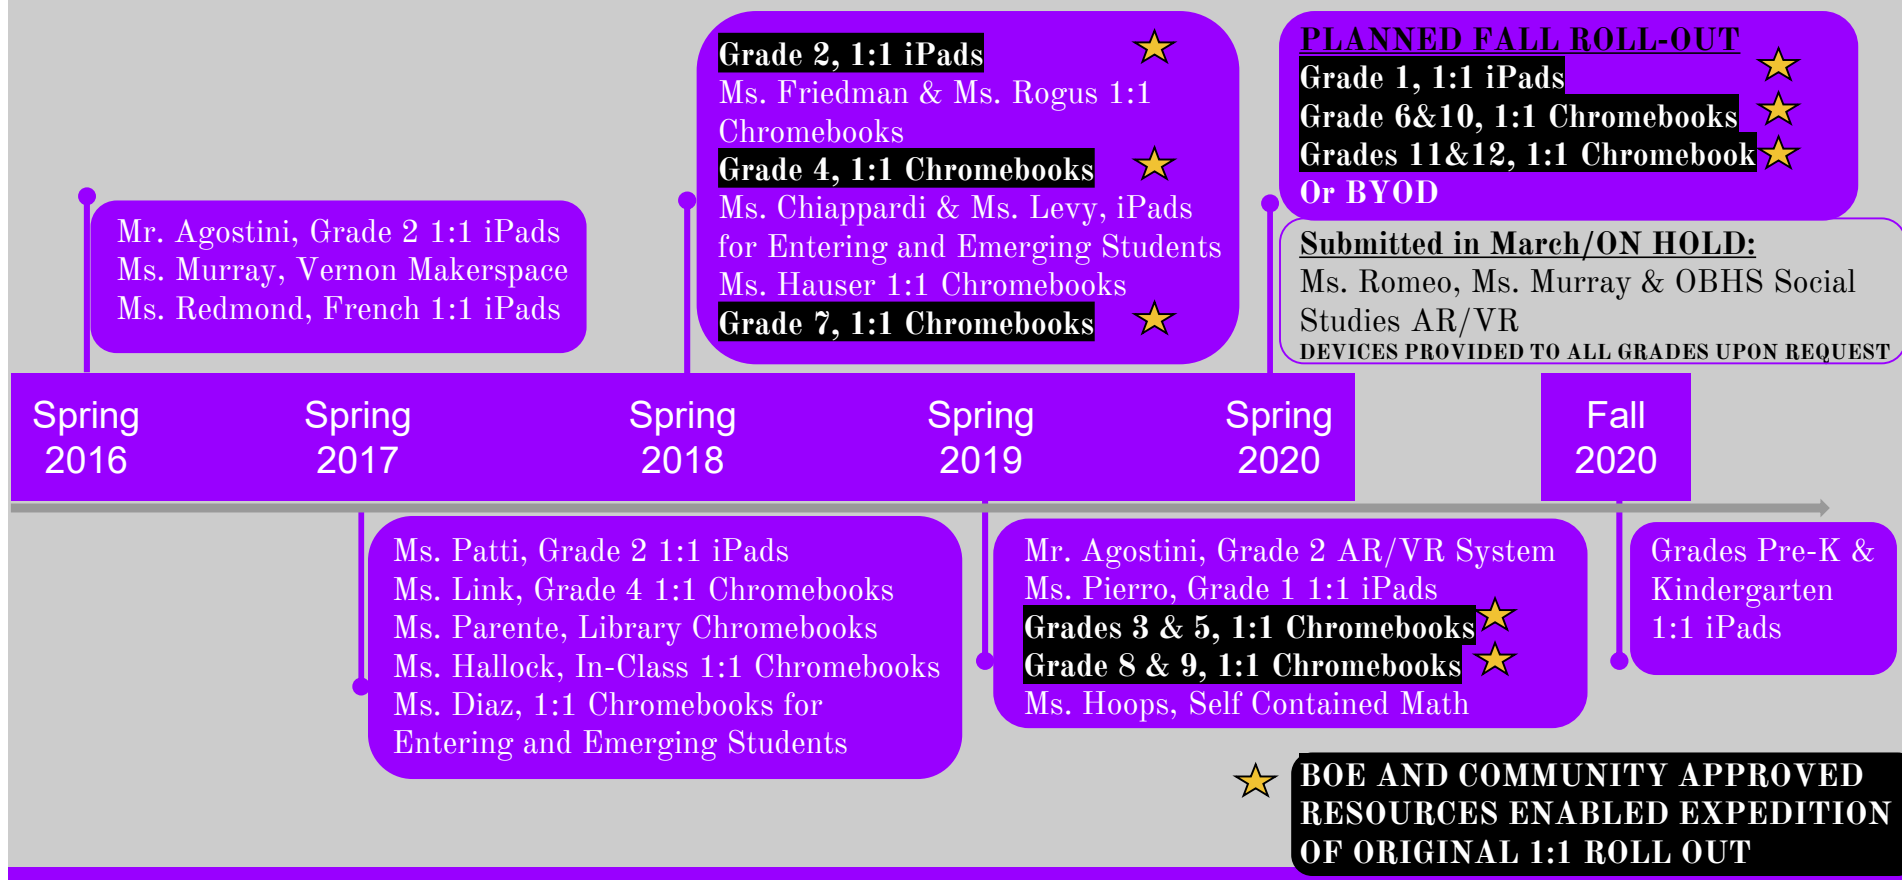 Grade 2, 1:1 iPads
Ms. Friedman & Ms. Rogus 1:1
Chromebooks
Grade 4, 1:1 Chromebooks
Ms. Chiappardi & Ms. Levy, iPads
for Entering and Emerging Students
Ms. Hauser 1:1 Chromebooks
Grade 7, 1:1 Chromebooks
PLANNED FALL ROLL-OUT
Grade 1, 1:1 iPads
Grade 6&10, 1:1 Chromebooks
Grades 11&12, 1:1 Chromebook
Or BYOD
Submitted in March/ON HOLD:
Ms. Romeo, Ms. Murray & OBHS Social
Studies AR/VR
DEVICES PROVIDED TO ALL GRADES UPON REQUEST
Mr. Agostini, Grade 2 1:1 iPads
Ms. Murray, Vernon Makerspace
Ms. Redmond, French 1:1 iPads
Spring
2016
Spring
2017
Spring
2018
Spring
2019
Spring
2020
Fall
2020
Ms. Patti, Grade 2 1:1 iPads
Ms. Link, Grade 4 1:1 Chromebooks
Ms. Parente, Library Chromebooks
Ms. Hallock, In-Class 1:1 Chromebooks
Ms. Diaz, 1:1 Chromebooks for
Entering and Emerging Students
Mr. Agostini, Grade 2 AR/VR System
Ms. Pierro, Grade 1 1:1 iPads
Grades 3 & 5, 1:1 Chromebooks
Grade 8 & 9, 1:1 Chromebooks
Ms. Hoops, Self Contained Math
Grades Pre-K &
Kindergarten
1:1 iPads
BOE AND COMMUNITY APPROVED
RESOURCES ENABLED EXPEDITION
OF ORIGINAL 1:1 ROLL OUT